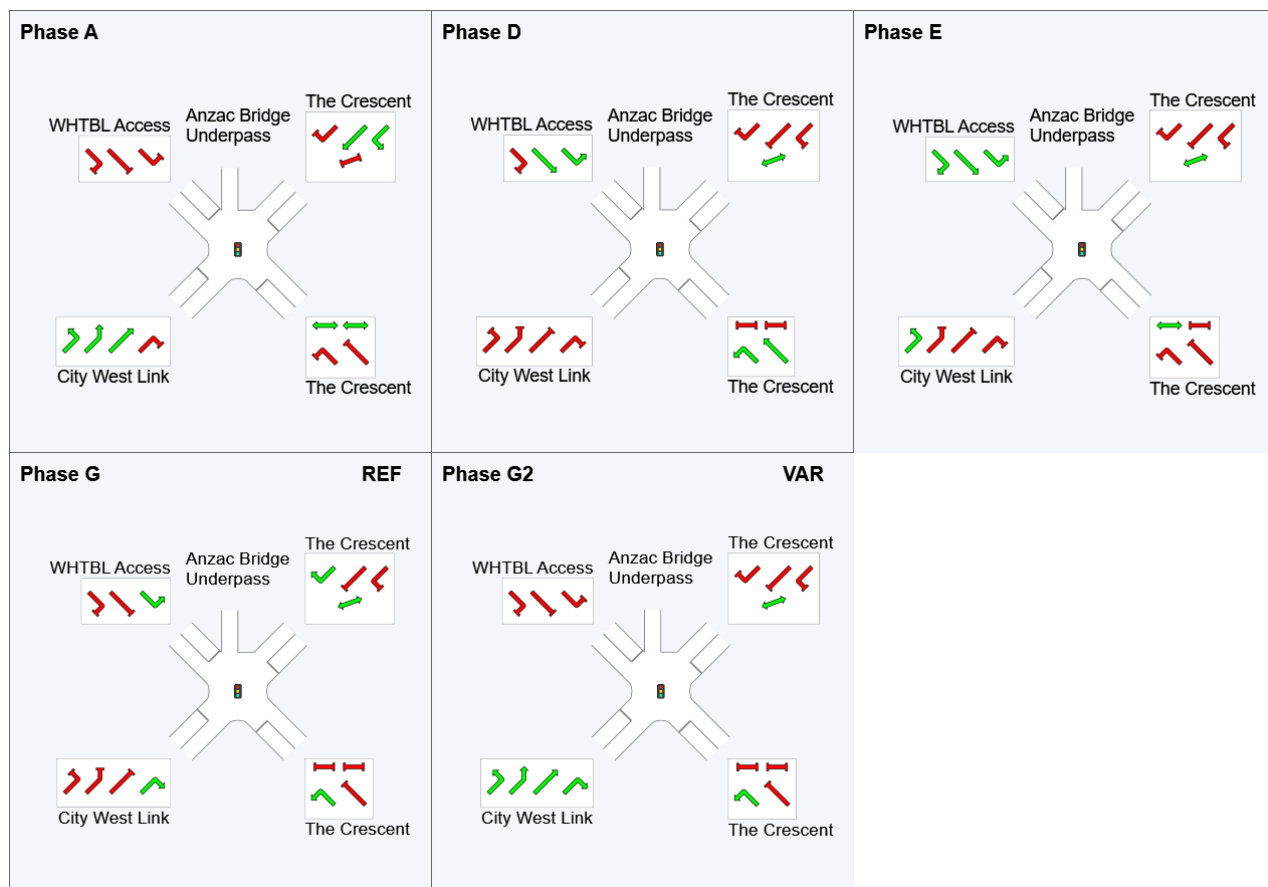 Phase A
The Crescent
Anzac Bridge
Underpass
WHTBL Access
City West Link
The Crescent
Phase D
The Crescent
Anzac Bridge
Underpass
WHTBL Access
City West Link
The Crescent
Phase E
The Crescent
Anzac Bridge
Underpass
WHTBL Access
City West Link
The Crescent
Phase G REF
The Crescent
Anzac Bridge
Underpass
WHTBL Access
City West Link
The Crescent
Phase G2 VAR
The Crescent
Anzac Bridge
Underpass
WHTBL Access
City West Link
The Crescent